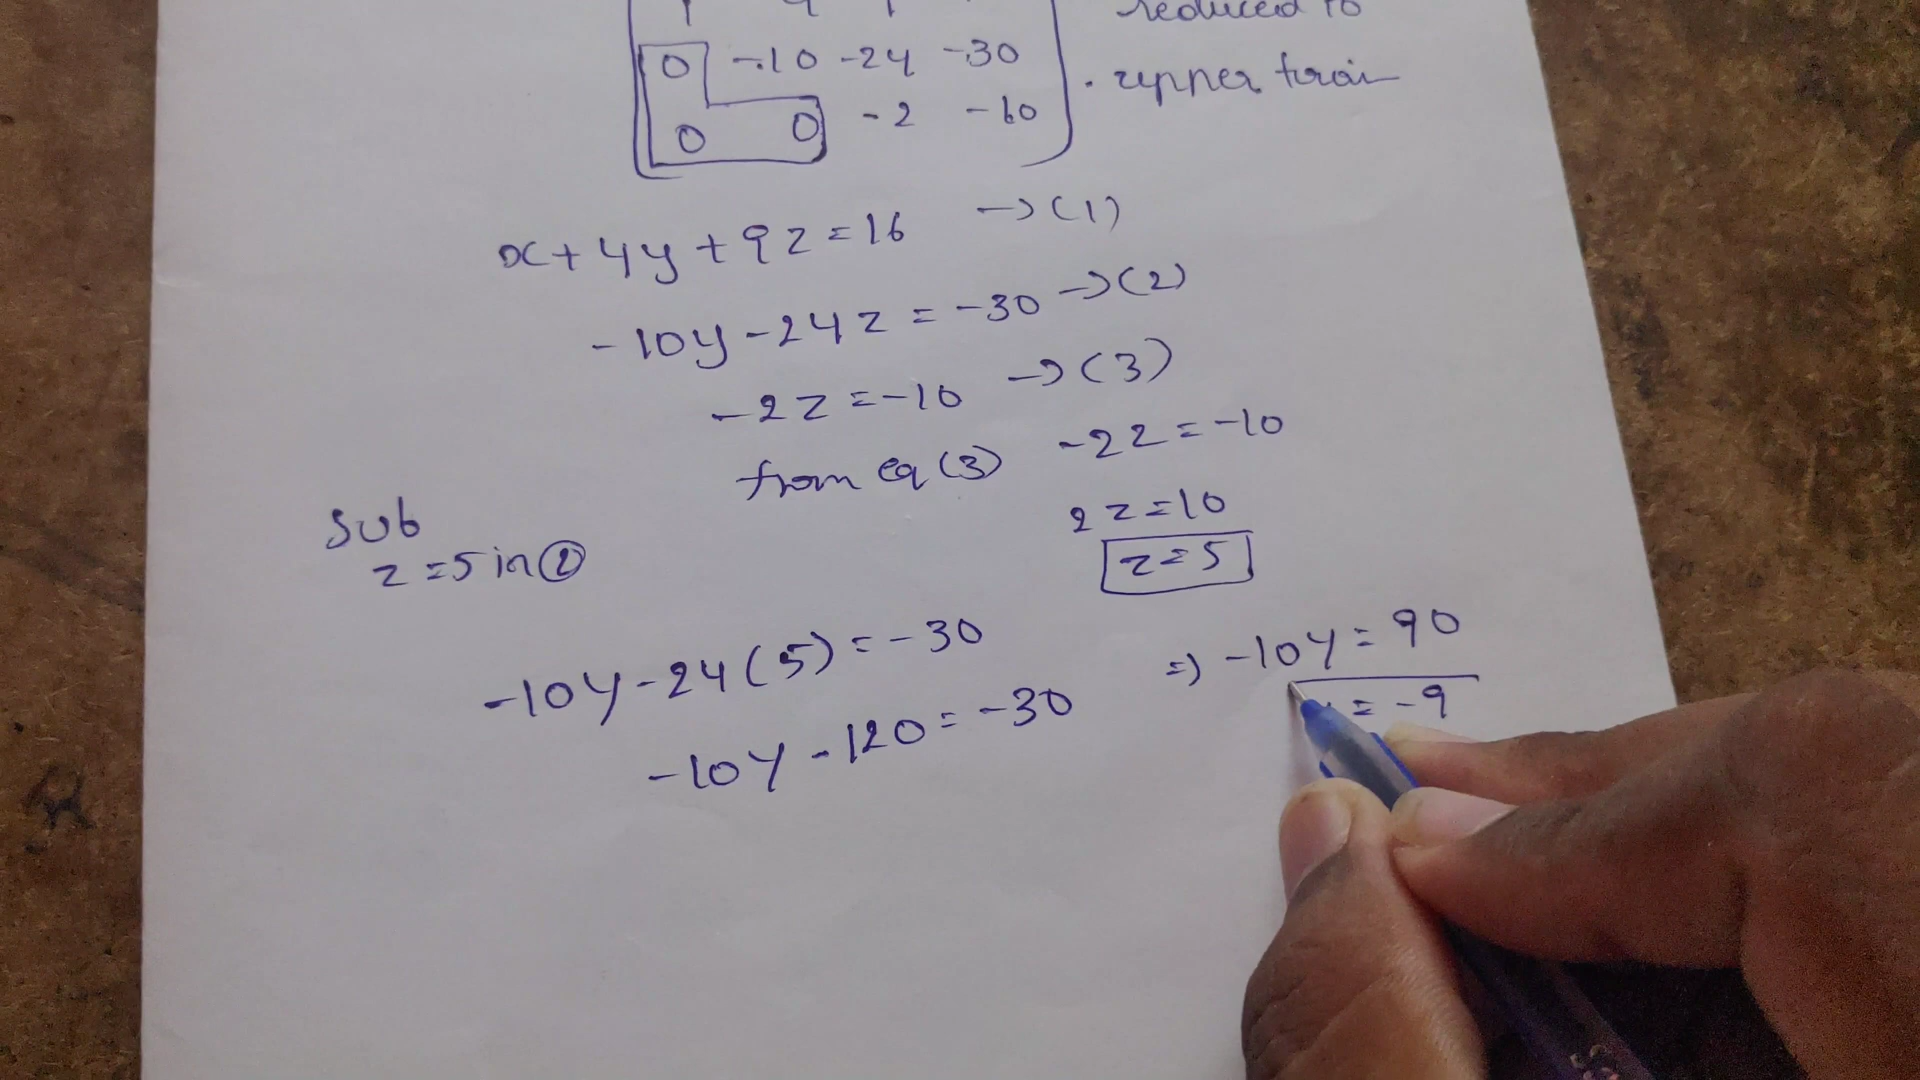 reduced to
0 -10 -24 -30
. upper train
0 0 -2 -10
x + 4y + 9z = 16 → (1)
-10y - 24z = -30 → (2)
-2z = -10 → (3)
from eq (3) -2z = -10
2z = 10
z = 5
Sub
z = 5 in ②
-10y - 24(5) = -30
-10y - 120 = -30
=) -10y = 90
= -9